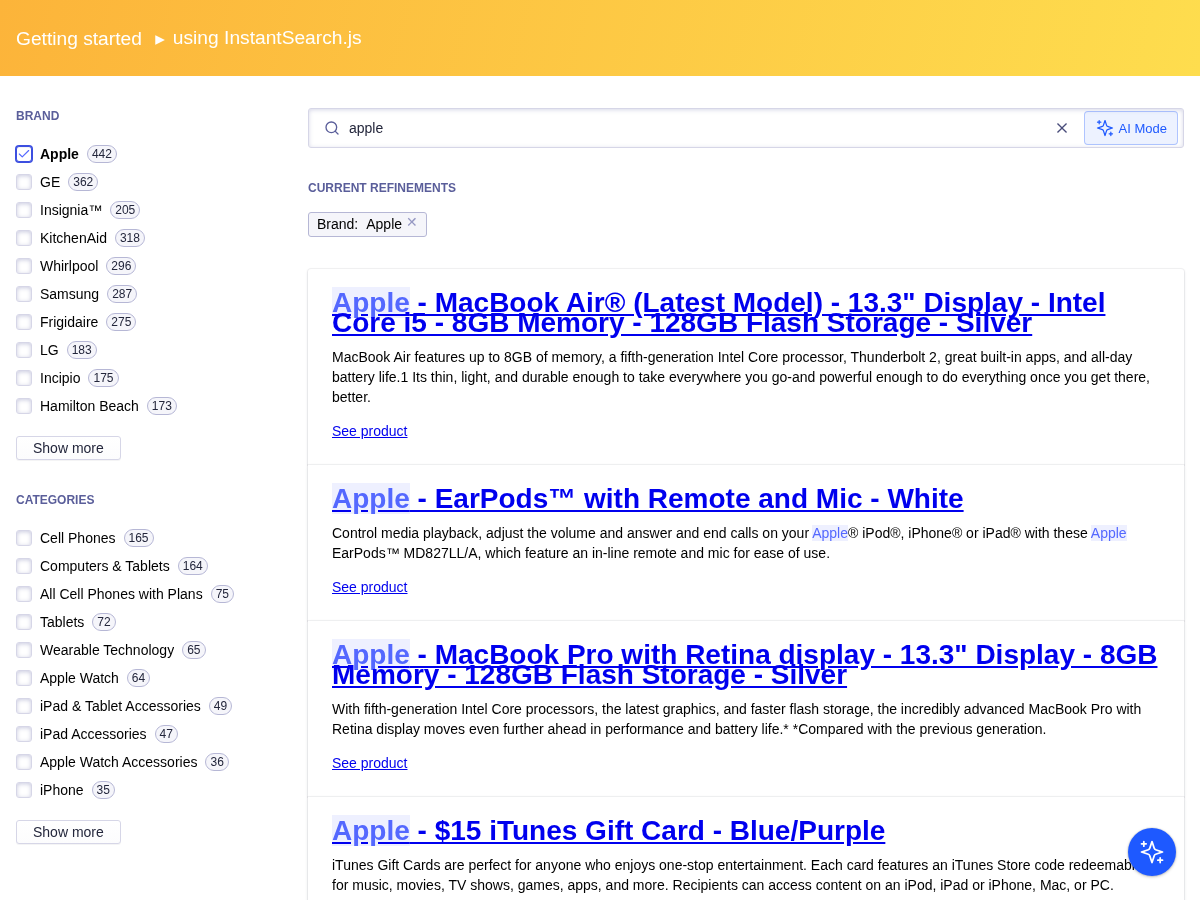 Getting started ▸ using InstantSearch.js
BRAND
Apple 442
GE 362
Insignia™ 205
KitchenAid 318
Whirlpool 296
Samsung 287
Frigidaire 275
LG 183
Incipio 175
Hamilton Beach 173
Show more
CATEGORIES
Cell Phones 165
Computers & Tablets 164
All Cell Phones with Plans 75
Tablets 72
Wearable Technology 65
Apple Watch 64
iPad & Tablet Accessories 49
iPad Accessories 47
Apple Watch Accessories 36
iPhone 35
Show more
apple
AI Mode
CURRENT REFINEMENTS
Brand: Apple ✕
Apple - MacBook Air® (Latest Model) - 13.3" Display - Intel
Core i5 - 8GB Memory - 128GB Flash Storage - Silver
MacBook Air features up to 8GB of memory, a fifth-generation Intel Core processor, Thunderbolt 2, great built-in apps, and all-day
battery life.1 Its thin, light, and durable enough to take everywhere you go-and powerful enough to do everything once you get there,
better.
See product
Apple - EarPods™ with Remote and Mic - White
Control media playback, adjust the volume and answer and end calls on your Apple® iPod®, iPhone® or iPad® with these Apple
EarPods™ MD827LL/A, which feature an in-line remote and mic for ease of use.
See product
Apple - MacBook Pro with Retina display - 13.3" Display - 8GB
Memory - 128GB Flash Storage - Silver
With fifth-generation Intel Core processors, the latest graphics, and faster flash storage, the incredibly advanced MacBook Pro with
Retina display moves even further ahead in performance and battery life.* *Compared with the previous generation.
See product
Apple - $15 iTunes Gift Card - Blue/Purple
iTunes Gift Cards are perfect for anyone who enjoys one-stop entertainment. Each card features an iTunes Store code
for music, movies, TV shows, games, apps, and more. Recipients can access content on an iPod, iPad or iPhone, Mac, or PC.